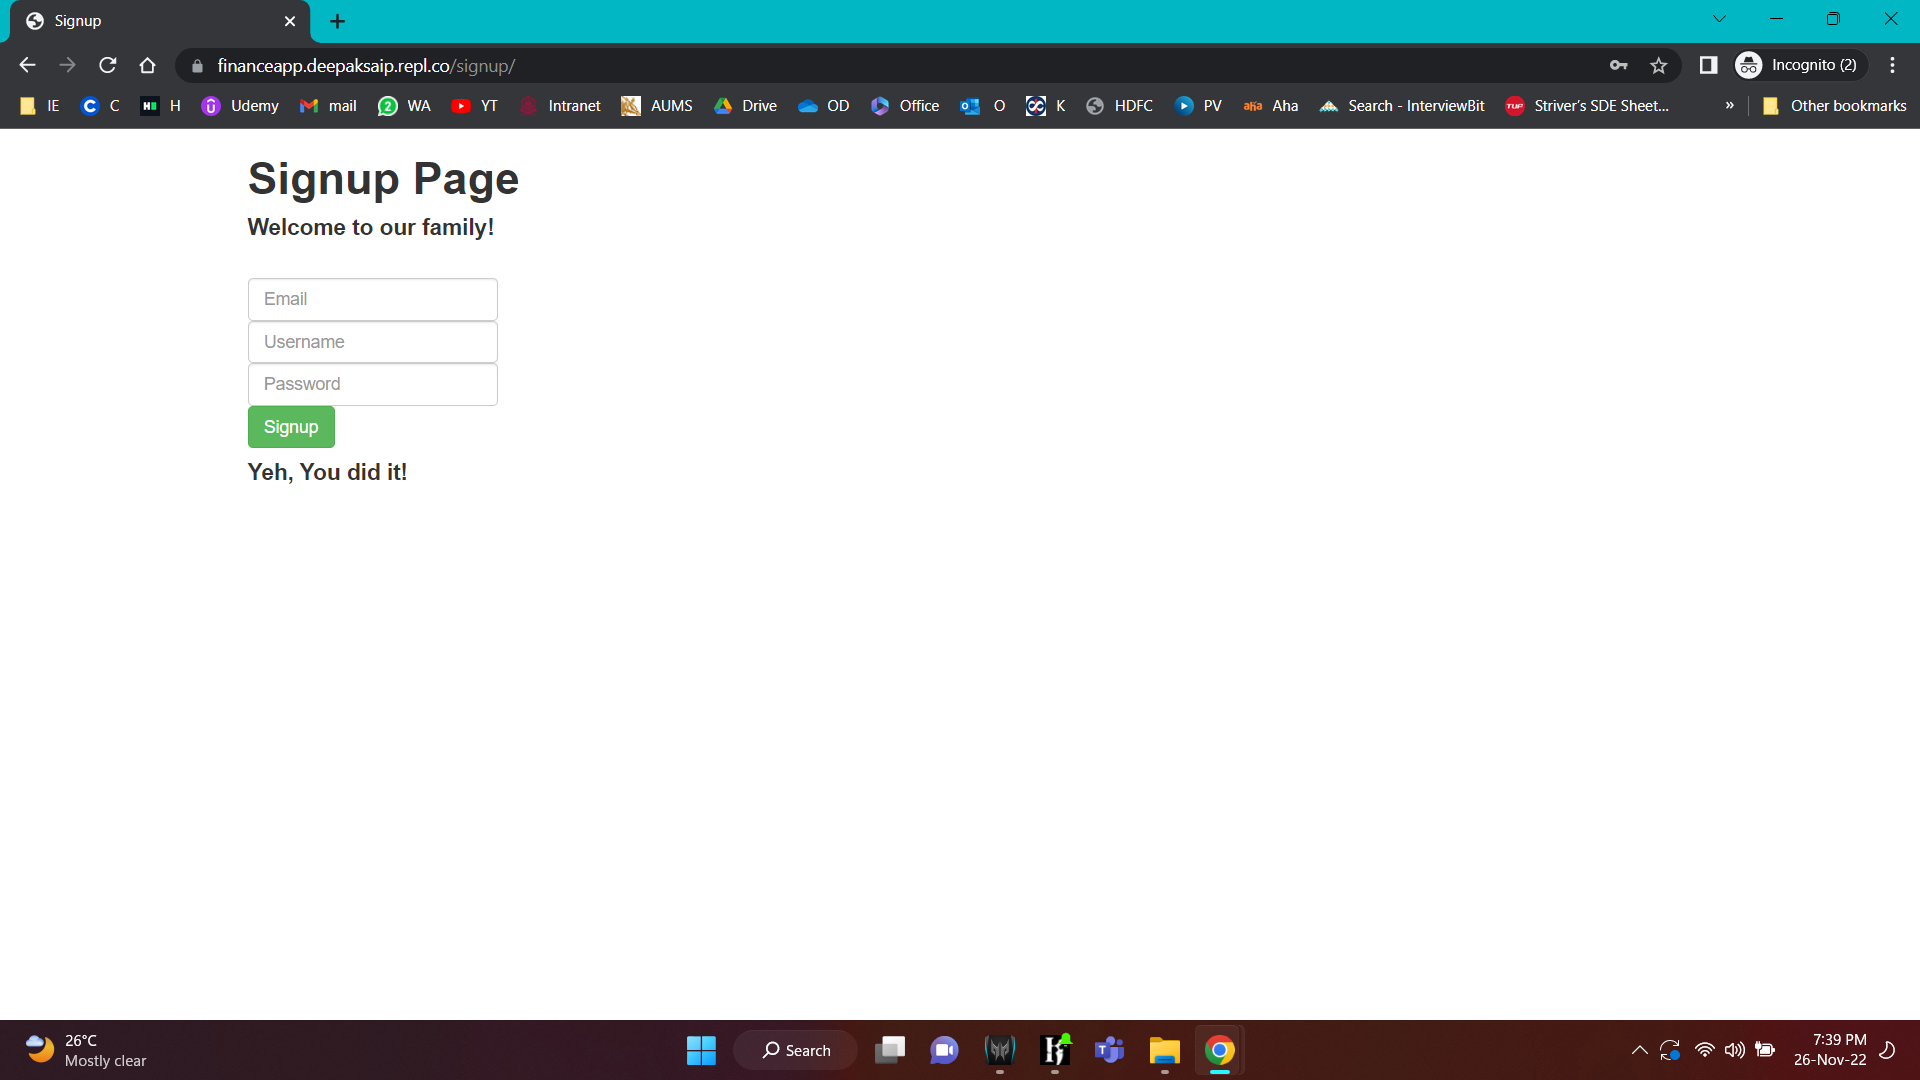 Signup
financeapp.deepaksaip.repl.co/signup/
Incognito (2)
IE
C
H
Udemy
mail
WA
YT
Intranet
AUMS
Drive
OD
Office
O
K
HDFC
PV
aha
Aha
Search - InterviewBit
TUF
Striver's SDE Sheet...
»
Other bookmarks
Signup Page
Welcome to our family!
Email
Username
Password
Signup
Yeh, You did it!
26°C
Mostly clear
Search
7:39 PM
26-Nov-22